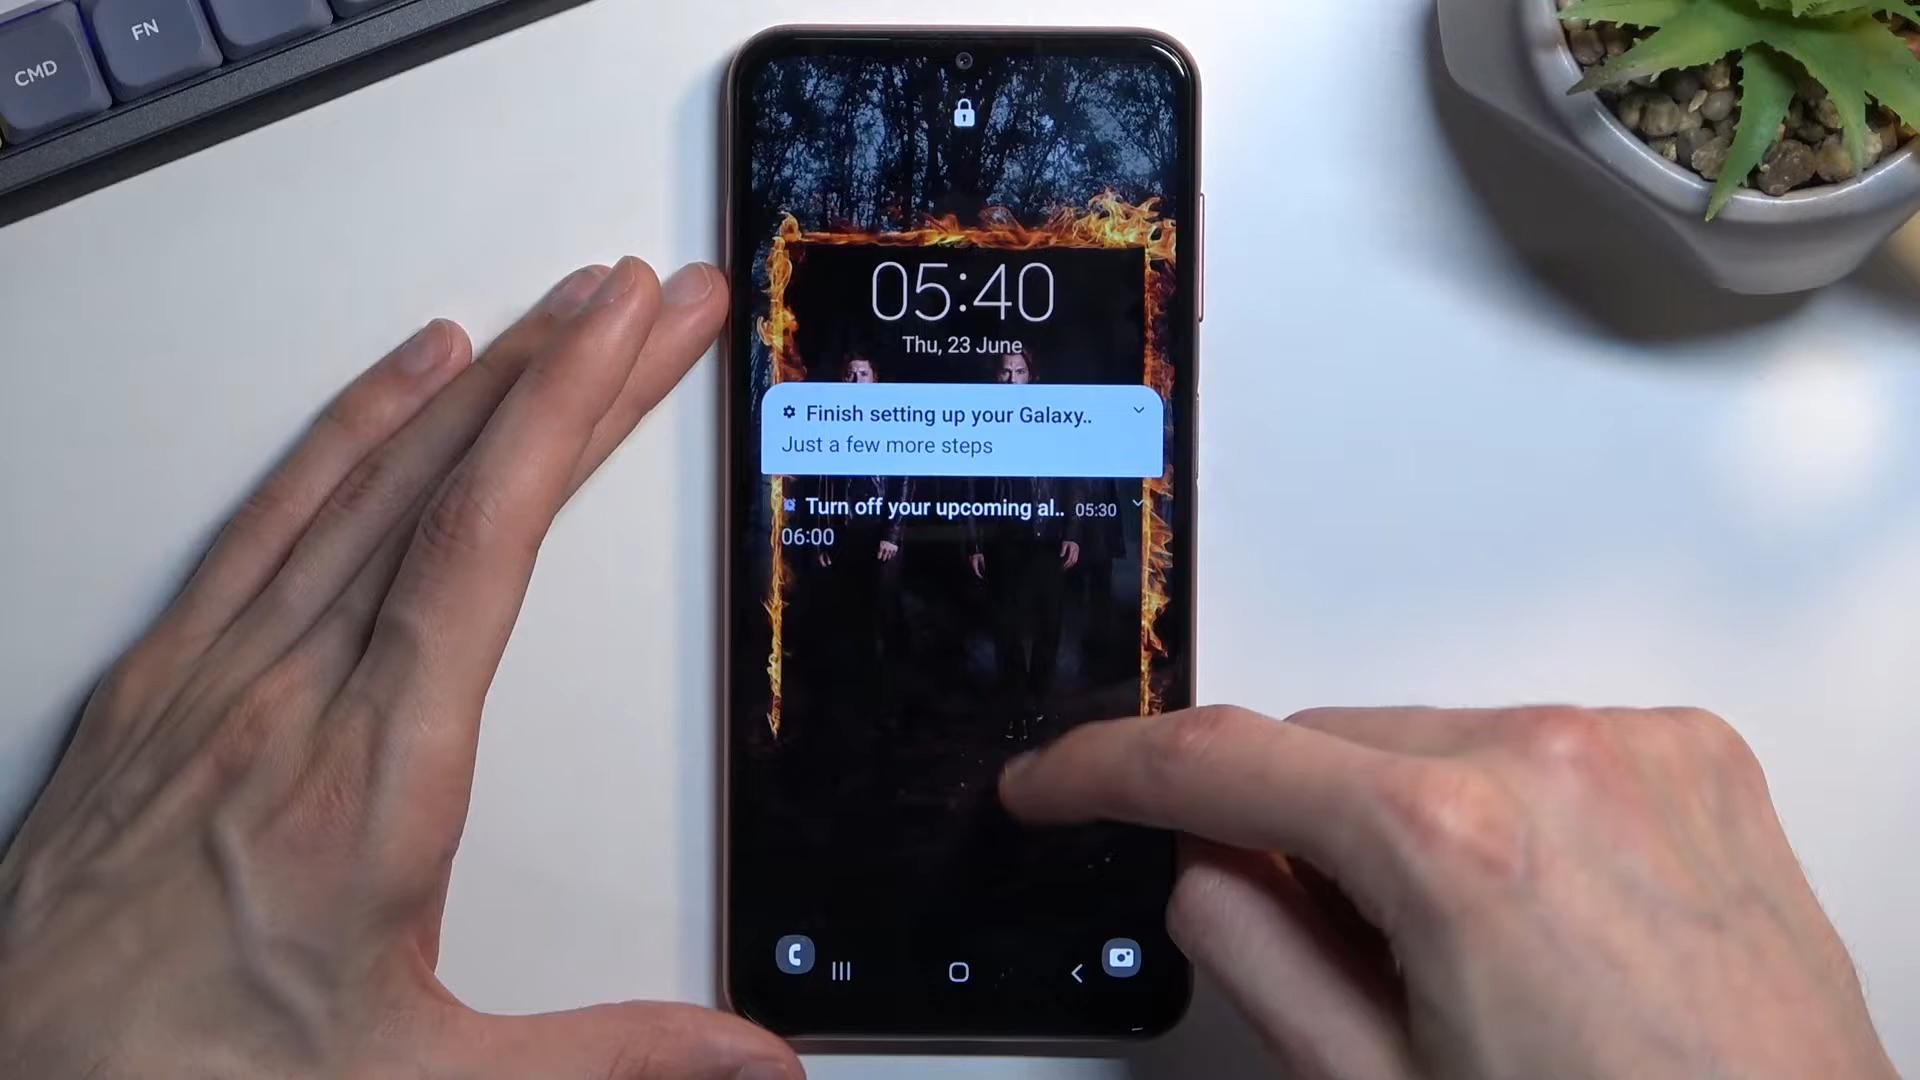 CMD
FN
05:40
Thu, 23 June
Finish setting up your Galaxy..
Just a few more steps
Turn off your upcoming al.. 05:30
06:00